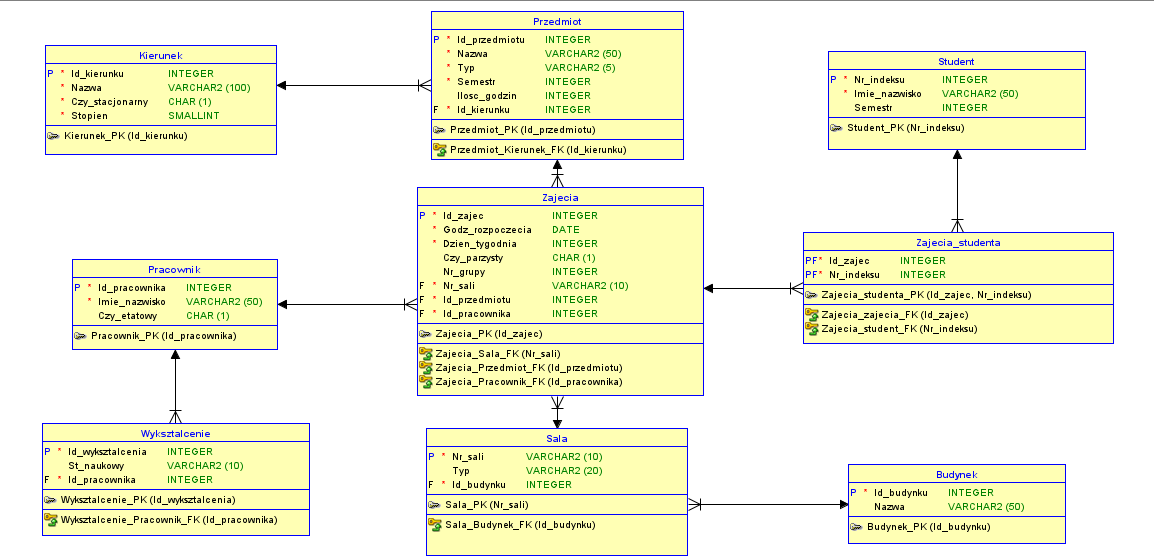 Kierunek
P * Id_kierunku INTEGER
* Nazwa VARCHAR2 (100)
* Czy_stacjonarny CHAR (1)
* Stopien SMALLINT
Kierunek_PK (Id_kierunku)
Przedmiot
P * Id_przedmiotu INTEGER
* Nazwa VARCHAR2 (50)
* Typ VARCHAR2 (5)
* Semestr INTEGER
Ilosc_godzin INTEGER
F * Id_kierunku INTEGER
Przedmiot_PK (Id_przedmiotu)
Przedmiot_Kierunek_FK (Id_kierunku)
Student
P * Nr_indeksu INTEGER
* Imie_nazwisko VARCHAR2 (50)
Semestr INTEGER
Student_PK (Nr_indeksu)
Zajecia
P * Id_zajec INTEGER
* Godz_rozpoczecia DATE
* Dzien_tygodnia INTEGER
Czy_parzysty CHAR (1)
Nr_grupy INTEGER
F * Nr_sali VARCHAR2 (10)
F * Id_przedmiotu INTEGER
F * Id_pracownika INTEGER
Zajecia_PK (Id_zajec)
Zajecia_Sala_FK (Nr_sali)
Zajecia_Przedmiot_FK (Id_przedmiotu)
Zajecia_Pracownik_FK (Id_pracownika)
Zajecia_studenta
PF* Id_zajec INTEGER
PF* Nr_indeksu INTEGER
Zajecia_studenta_PK (Id_zajec, Nr_indeksu)
Zajecia_zajecia_FK (Id_zajec)
Zajecia_student_FK (Nr_indeksu)
Pracownik
P * Id_pracownika INTEGER
* Imie_nazwisko VARCHAR2 (50)
Czy_etatowy CHAR (1)
Pracownik_PK (Id_pracownika)
Wyksztalcenie
P * Id_wyksztalcenia INTEGER
St_naukowy VARCHAR2 (10)
F * Id_pracownika INTEGER
Wyksztalcenie_PK (Id_wyksztalcenia)
Wyksztalcenie_Pracownik_FK (Id_pracownika)
Sala
P * Nr_sali VARCHAR2 (10)
Typ VARCHAR2 (20)
F * Id_budynku INTEGER
Sala_PK (Nr_sali)
Sala_Budynek_FK (Id_budynku)
Budynek
P * Id_budynku INTEGER
Nazwa VARCHAR2 (50)
Budynek_PK (Id_budynku)